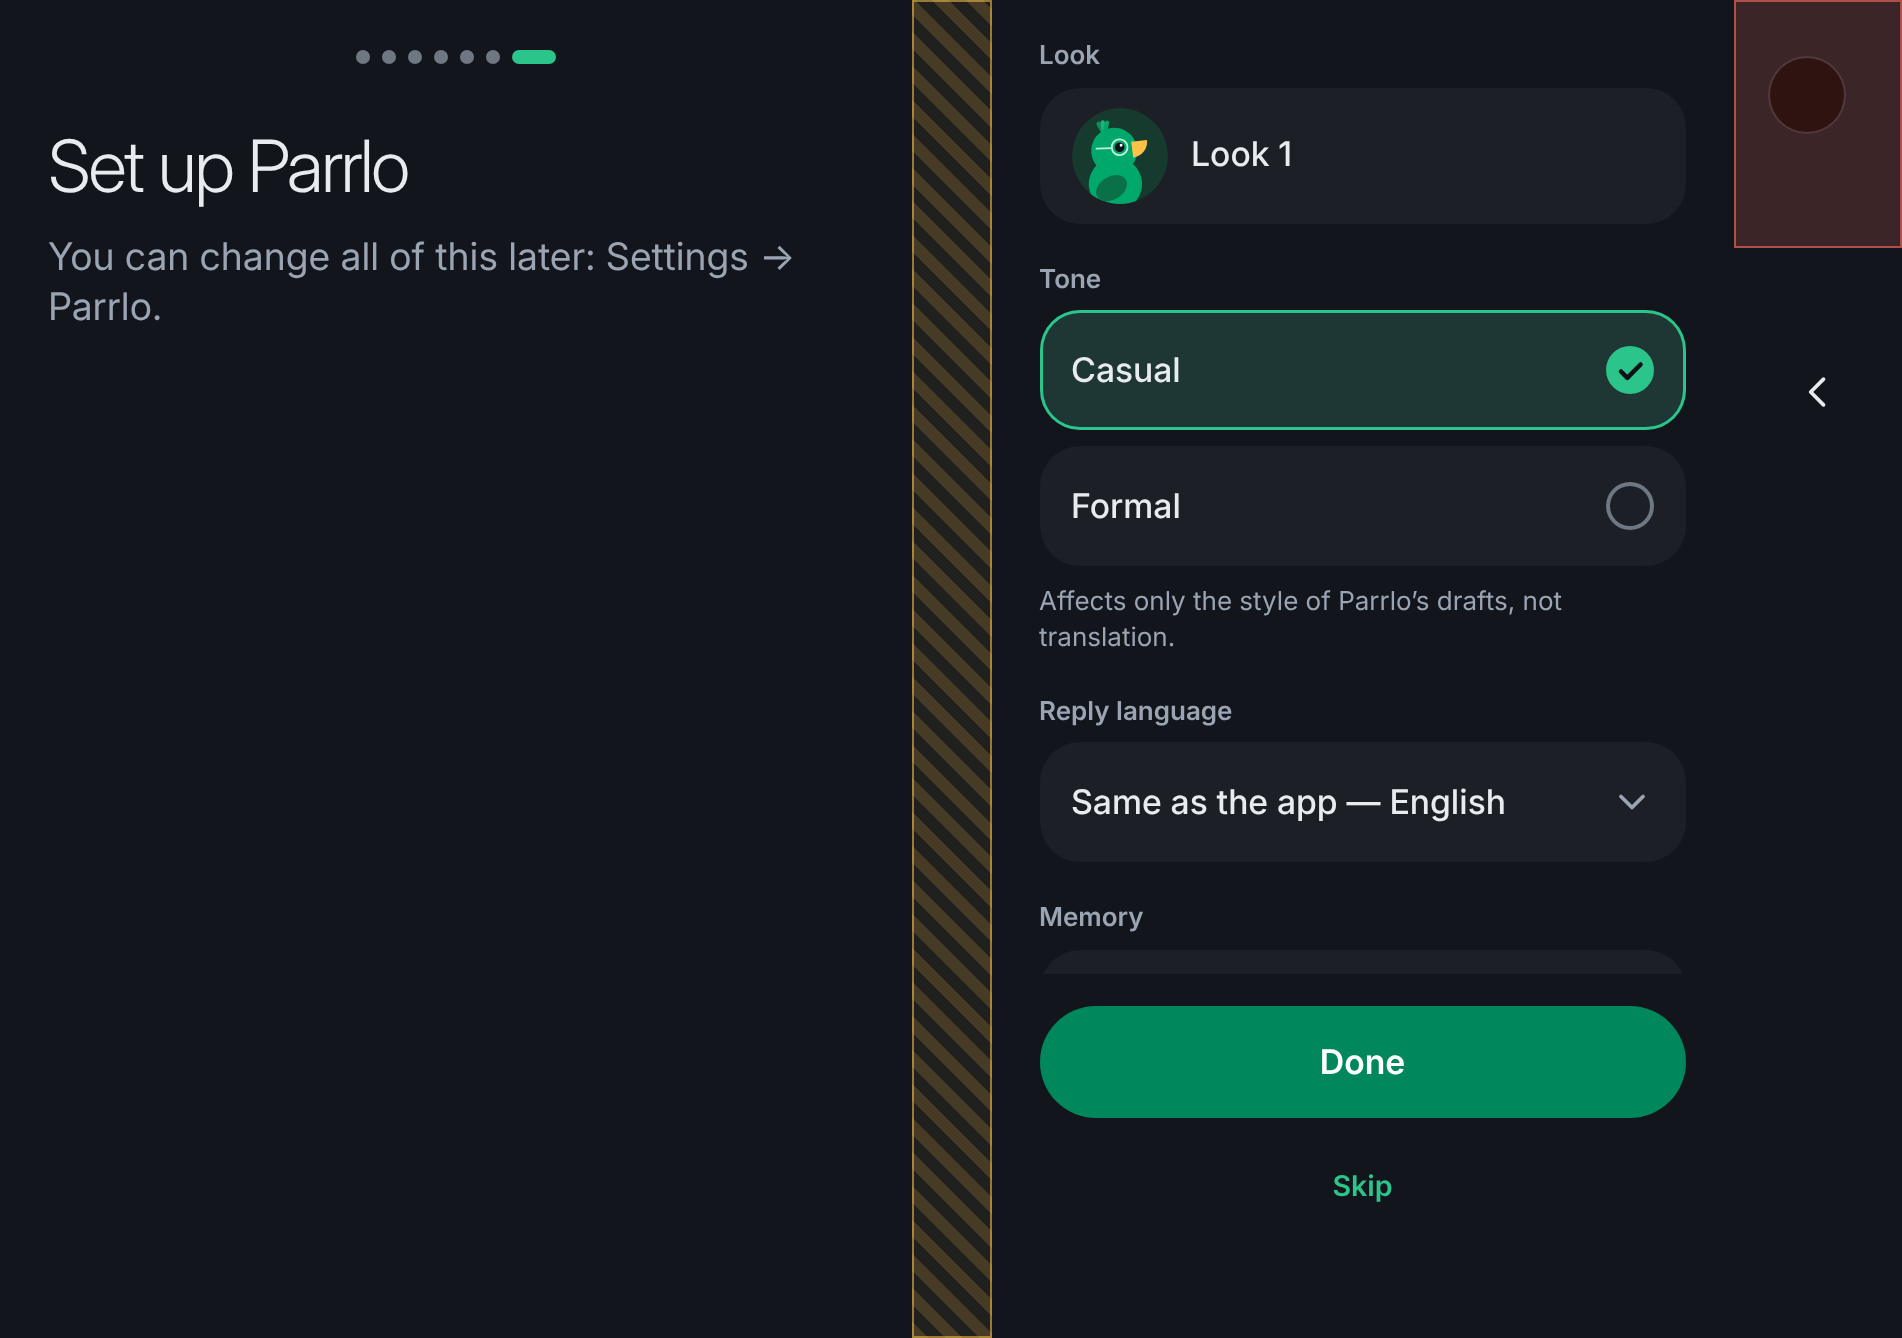 Set up Parrlo
You can change all of this later: Settings →
Parrlo.
Look
Look 1
Tone
Casual
Formal
Affects only the style of Parrlo’s drafts, not
translation.
Reply language
Same as the app — English
Memory
Done
Skip